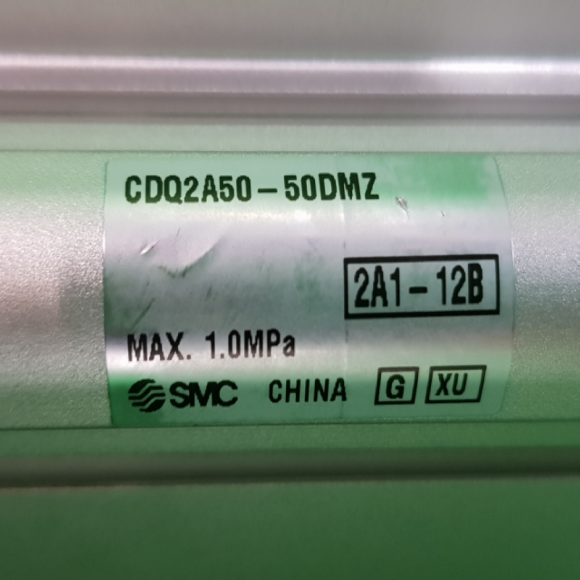 CDQ2A50-50DMZ
2A1-12B
MAX. 1.0MPa
SMC CHINA G XU